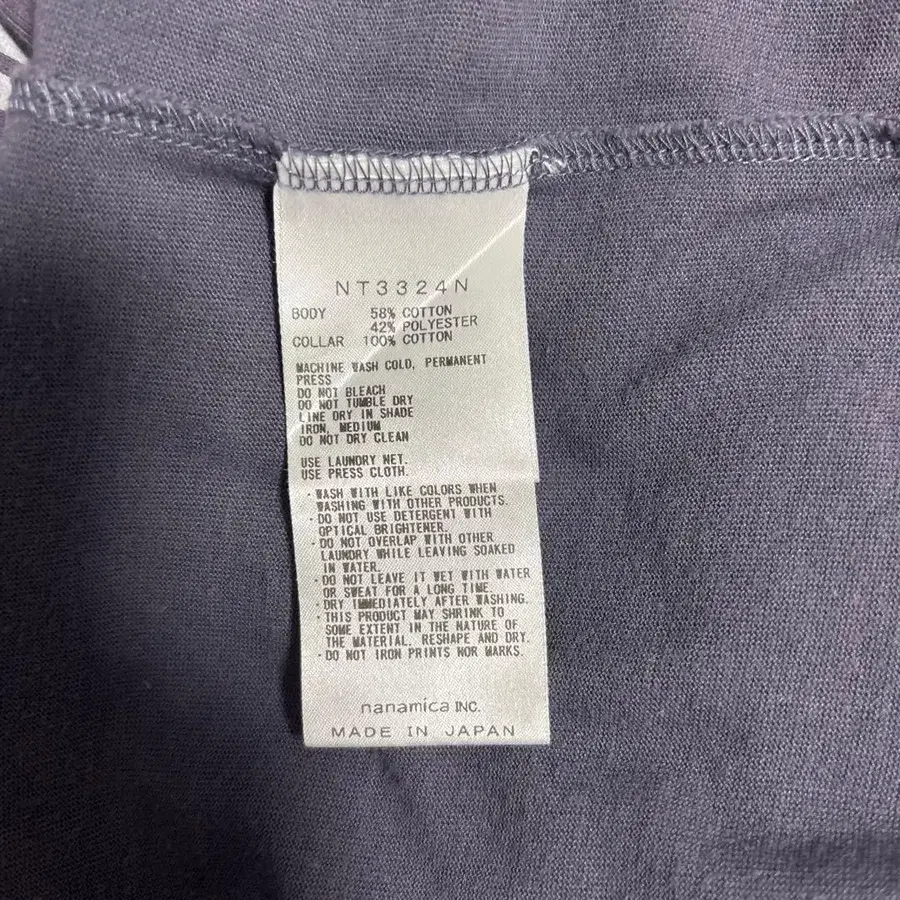 NT3324N
BODY 58% COTTON
42% POLYESTER
COLLAR 100% COTTON
MACHINE WASH COLD, PERMANENT
PRESS
DO NOT BLEACH
DO NOT TUMBLE DRY
LINE DRY IN SHADE
IRON, MEDIUM
DO NOT DRY CLEAN
USE LAUNDRY NET.
USE PRESS CLOTH.
・WASH WITH LIKE COLORS WHEN
WASHING WITH OTHER PRODUCTS.
・DO NOT USE DETERGENT WITH
OPTICAL BRIGHTENER.
・DO NOT OVERLAP WITH OTHER
LAUNDRY WHILE LEAVING SOAKED
IN WATER.
・DO NOT LEAVE IT WET WITH WATER
OR SWEAT FOR A LONG TIME.
・DRY IMMEDIATELY AFTER WASHING.
・THIS PRODUCT MAY SHRINK TO
SOME EXTENT IN THE NATURE OF
THE MATERIAL. RESHAPE AND DRY.
・DO NOT IRON PRINTS NOR MARKS.
nanamica INC.
MADE IN JAPAN